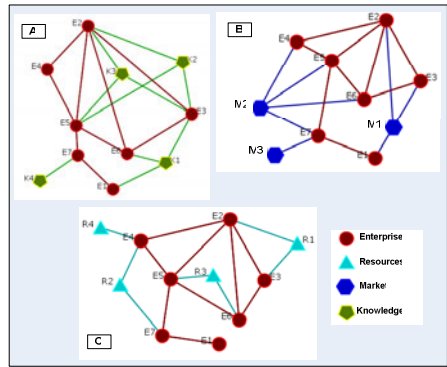 A
E2
K2
K3
E4
E3
E5
E6
E7
K1
K4
E1
B
E2
E4
E5
E3
E6
M2
M1
E7
M3
E1
R4
E2
E4
R1
E5
R3
E3
R2
E6
E7
E1
C
Enterprise
Resources
Market
Knowledge